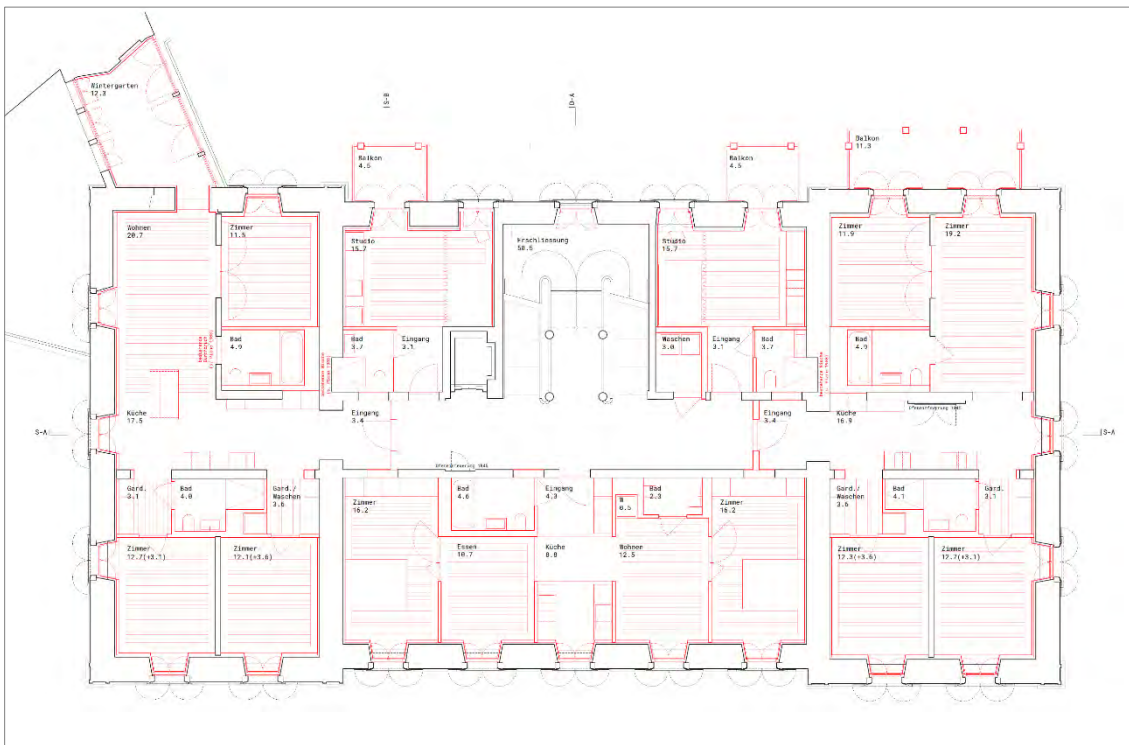 Wintergarten
12.3
|S-B
|D-A
Balkon
4.5
Balkon
4.5
Balkon
11.3
Wohnen
20.7
Zimmer
11.5
Studio
15.7
Erschliessung
50.5
Studio
15.7
Zimmer
11.9
Zimmer
19.2
Bad
4.9
Bad
3.7
Eingang
3.1
Waschen
3.0
Eingang
3.1
Bad
3.7
Bad
4.9
Küche
17.5
Eingang
3.4
Eingang
3.4
Küche
16.9
S-A
|S-A
Gard.
3.1
Bad
4.0
Gard./
Waschen
3.6
Zimmer
16.2
Bad
4.6
Eingang
4.3
W
0.5
Bad
2.3
Zimmer
16.2
Gard./
Waschen
3.6
Bad
4.1
Gard.
3.1
Zimmer
12.7(+3.1)
Zimmer
12.1(+3.6)
Essen
10.7
Küche
8.8
Wohnen
12.5
Zimmer
12.3(+3.6)
Zimmer
12.7(+3.1)